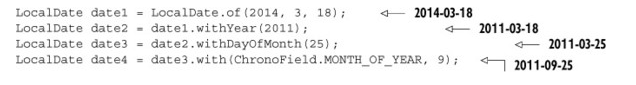 LocalDate date1 = LocalDate.of(2014, 3, 18); 2014-03-18
LocalDate date2 = date1.withYear(2011); 2011-03-18
LocalDate date3 = date2.withDayOfMonth(25); 2011-03-25
LocalDate date4 = date3.with(ChronoField.MONTH_OF_YEAR, 9); 2011-09-25